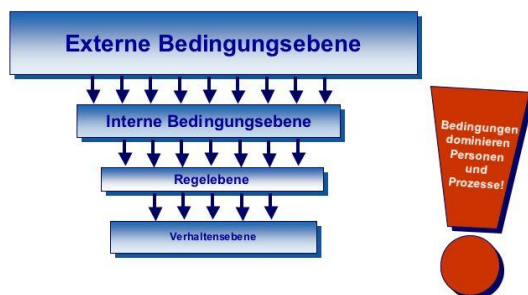 Externe Bedingungsebene
Interne Bedingungsebene
Regelebene
Verhaltensebene
Bedingungen
dominieren
Personen
und
Prozesse!